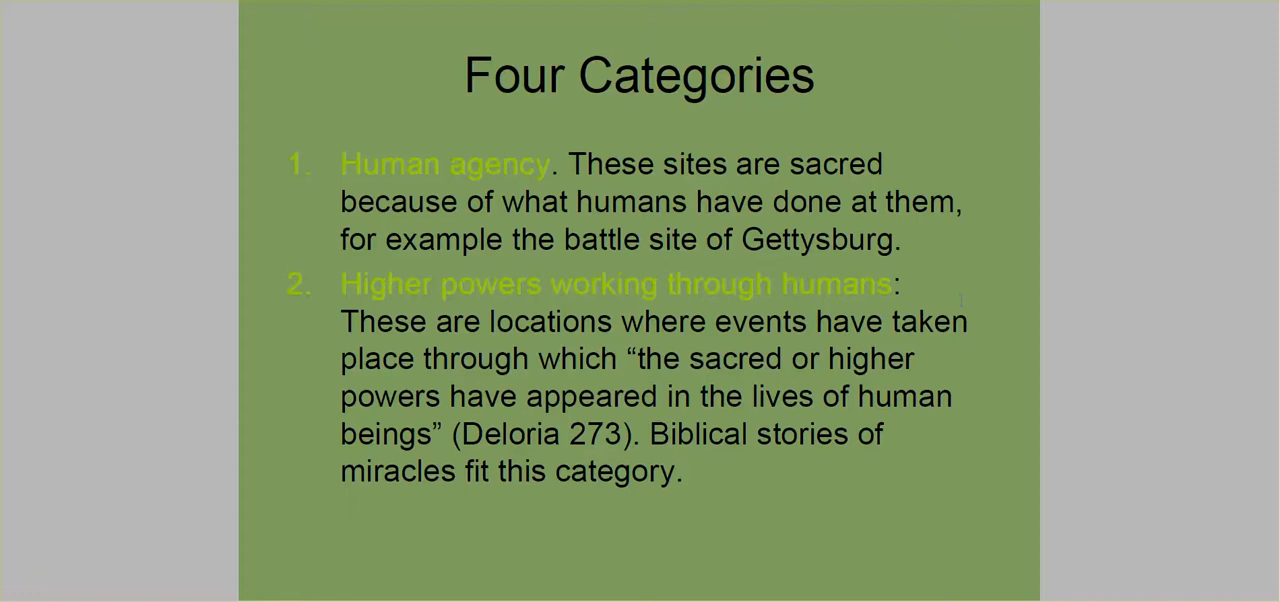 Four Categories
1. Human agency. These sites are sacred
because of what humans have done at them,
for example the battle site of Gettysburg.
2. Higher powers working through humans:
These are locations where events have taken
place through which “the sacred or higher
powers have appeared in the lives of human
beings” (Deloria 273). Biblical stories of
miracles fit this category.